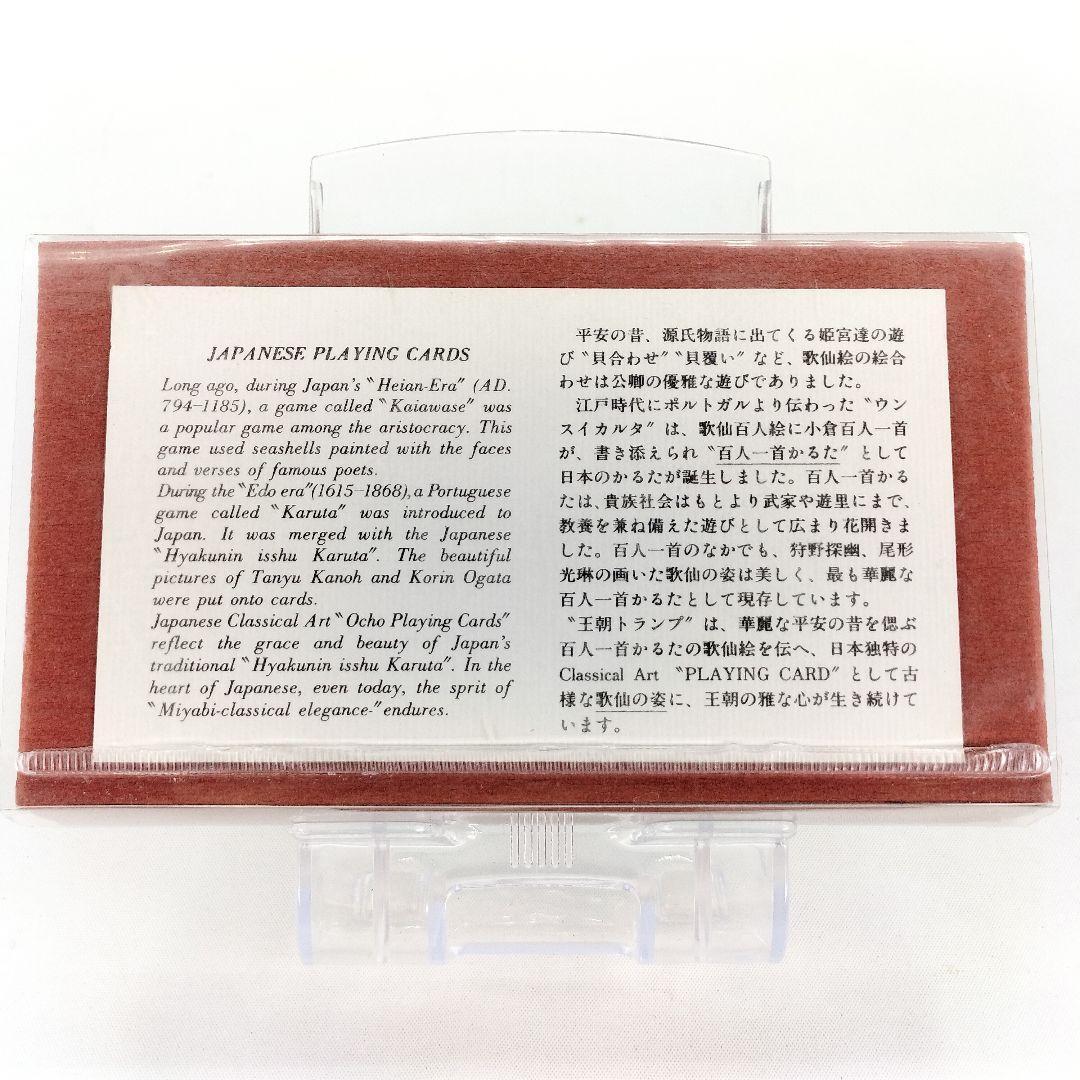 JAPANESE PLAYING CARDS
Long ago, during Japan's "Heian-Era" (AD.
794-1185), a game called "Kaiawase" was
a popular game among the aristocracy. This
game used seashells painted with the faces
and verses of famous poets.
During the "Edo era"(1615-1868), a Portuguese
game called "Karuta" was introduced to
Japan. It was merged with the Japanese
"Hyakunin isshu Karuta". The beautiful
pictures of Tanyu Kanoh and Korin Ogata
were put onto cards.
Japanese Classical Art "Ocho Playing Cards"
reflect the grace and beauty of Japan's
traditional "Hyakunin isshu Karuta". In the
heart of Japanese, even today, the sprit of
"Miyabi-classical elegance-" endures.
平安の昔、源氏物語に出てくる姫宮達の遊
び〝貝合わせ〟〝貝覆い〟など、歌仙絵の絵合
わせは公卿の優雅な遊びでありました。
江戸時代にポルトガルより伝わった〝ウン
スイカルタ〟は、歌仙百人絵に小倉百人一首
が、書き添えられ〝百人一首かるた〟として
日本のかるたが誕生しました。百人一首かる
たは、貴族社会はもとより武家や遊里にまで、
教養を兼ね備えた遊びとして広まり花開きま
した。百人一首のなかでも、狩野探幽、尾形
光琳の画いた歌仙の姿は美しく、最も華麗な
百人一首かるたとして現存しています。
〝王朝トランプ〟は、華麗な平安の昔を偲ぶ
百人一首かるたの歌仙絵を伝へ、日本独特の
Classical Art 〝PLAYING CARD〟として古
様な歌仙の姿に、王朝の雅な心が生き続けて
います。